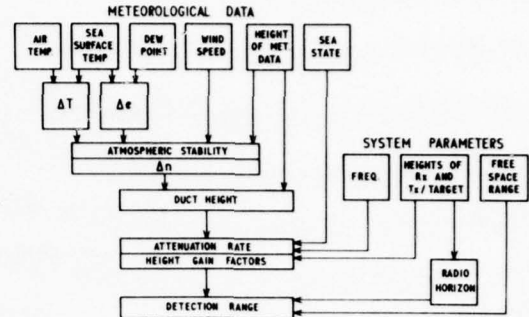 METEOROLOGICAL DATA
AIR
TEMP.
SEA
SURFACE
TEMP
DEW
POINT
WIND
SPEED
HEIGHT
OF MET.
DATA
SEA
STATE
ΔT
Δe
ATMOSPHERIC STABILITY
Δn
DUCT HEIGHT
SYSTEM PARAMETERS
FREQ.
HEIGHTS OF
Rx AND
Tx/TARGET
FREE
SPACE
RANGE
ATTENUATION RATE
HEIGHT GAIN FACTORS
RADIO
HORIZON
DETECTION RANGE